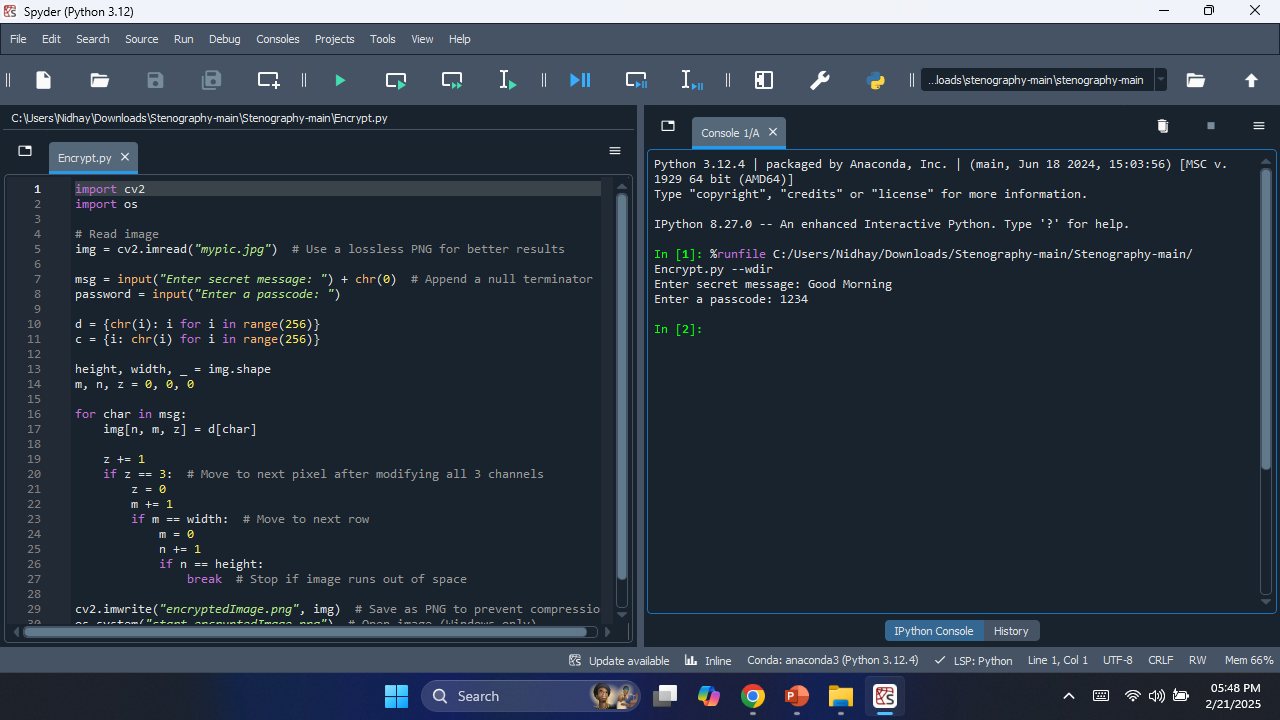 Spyder (Python 3.12)
File Edit Search Source Run Debug Consoles Projects Tools View Help
...loads\stenography-main\stenography-main
C:\Users\Nidhay\Downloads\Stenography-main\Stenography-main\Encrypt.py
Encrypt.py
1 import cv2
2 import os
3
4 # Read image
5 img = cv2.imread("mypic.jpg")  # Use a lossless PNG for better results
6
7 msg = input("Enter secret message: ") + chr(0)  # Append a null terminator
8 password = input("Enter a passcode: ")
9
10 d = {chr(i): i for i in range(256)}
11 c = {i: chr(i) for i in range(256)}
12
13 height, width, _ = img.shape
14 m, n, z = 0, 0, 0
15
16 for char in msg:
17     img[n, m, z] = d[char]
18
19     z += 1
20     if z == 3:  # Move to next pixel after modifying all 3 channels
21         z = 0
22         m += 1
23         if m == width:  # Move to next row
24             m = 0
25             n += 1
26             if n == height:
27                 break  # Stop if image runs out of space
28
29 cv2.imwrite("encryptedImage.png", img)  # Save as PNG to prevent compressio
30 os.system("start encryptedImage.png")  # Open image (Windows only)
Console 1/A
Python 3.12.4 | packaged by Anaconda, Inc. | (main, Jun 18 2024, 15:03:56) [MSC v.
1929 64 bit (AMD64)]
Type "copyright", "credits" or "license" for more information.
IPython 8.27.0 -- An enhanced Interactive Python. Type '?' for help.
In [1]: %runfile C:/Users/Nidhay/Downloads/Stenography-main/Stenography-main/
Encrypt.py --wdir
Enter secret message: Good Morning
Enter a passcode: 1234
In [2]:
IPython Console History
Update available Inline Conda: anaconda3 (Python 3.12.4) LSP: Python Line 1, Col 1 UTF-8 CRLF RW Mem 66%
Search
05:48 PM
2/21/2025